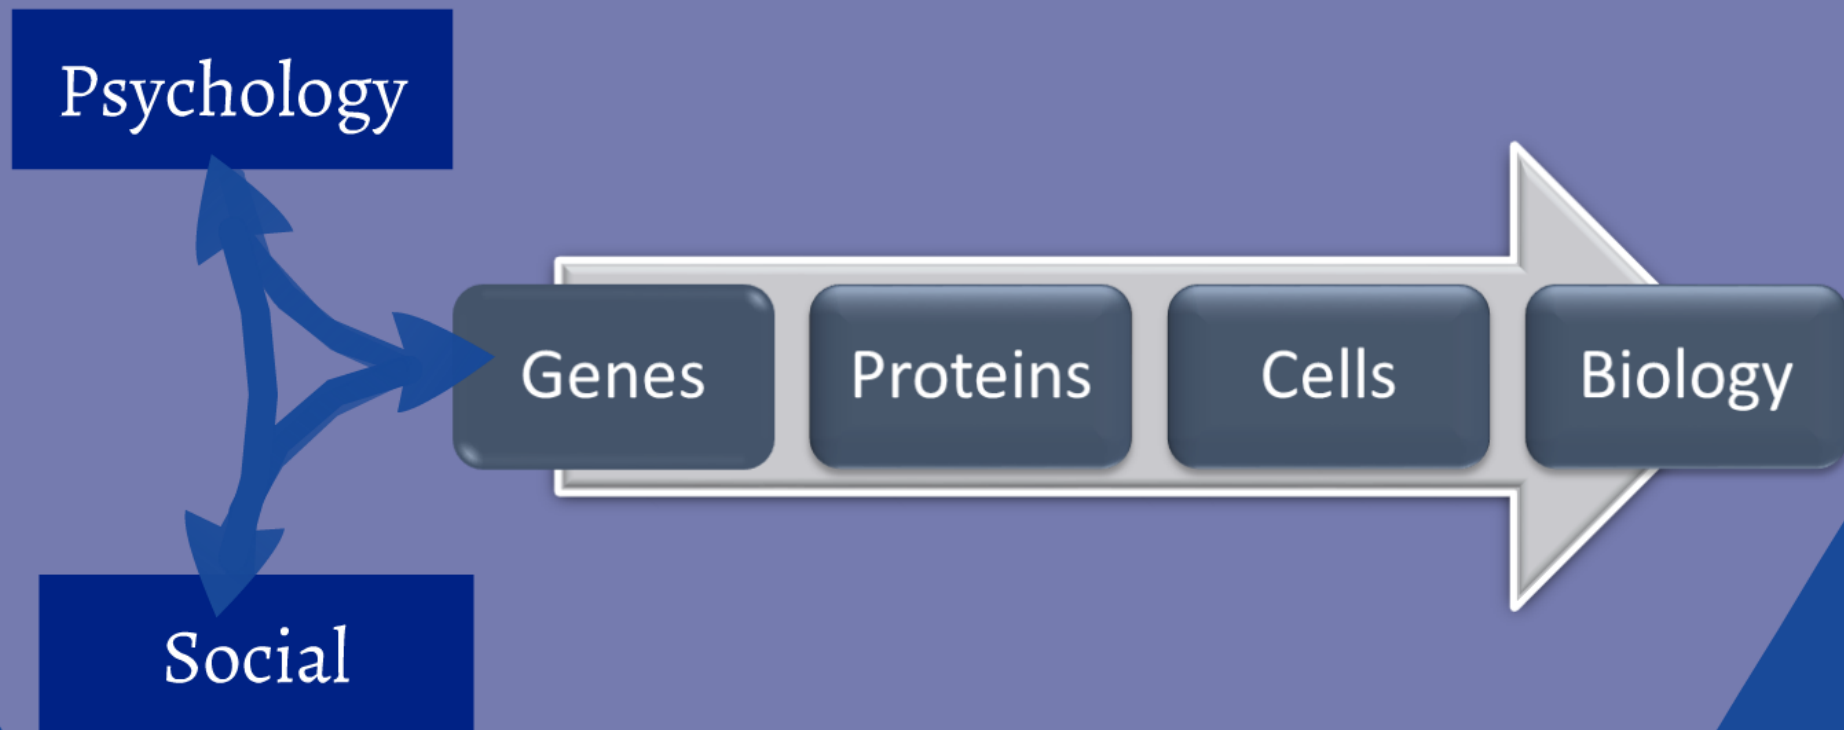 Psychology
Genes
Proteins
Cells
Biology
Social